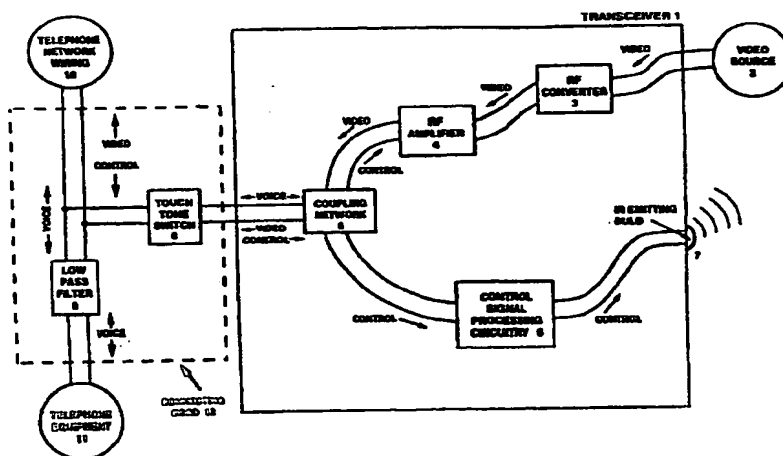 TRANSCEIVER 1
TELEPHONE
NETWORK
WIRING
10
VIDEO
SOURCE
2
VIDEO
RF
CONVERTER
3
VIDEO
RF
AMPLIFIER
4
VIDEO
CONTROL
VIDEO
CONTROL
VOICE
TOUCH
TONE
SWITCH
VOICE
VIDEO
CONTROL
COUPLING
NETWORK
IR EMITTING
BULB
7
LOW
PASS
FILTER
VOICE
CONTROL
CONTROL
SIGNAL
PROCESSING
CIRCUITRY
CONTROL
TELEPHONE
EQUIPMENT
11